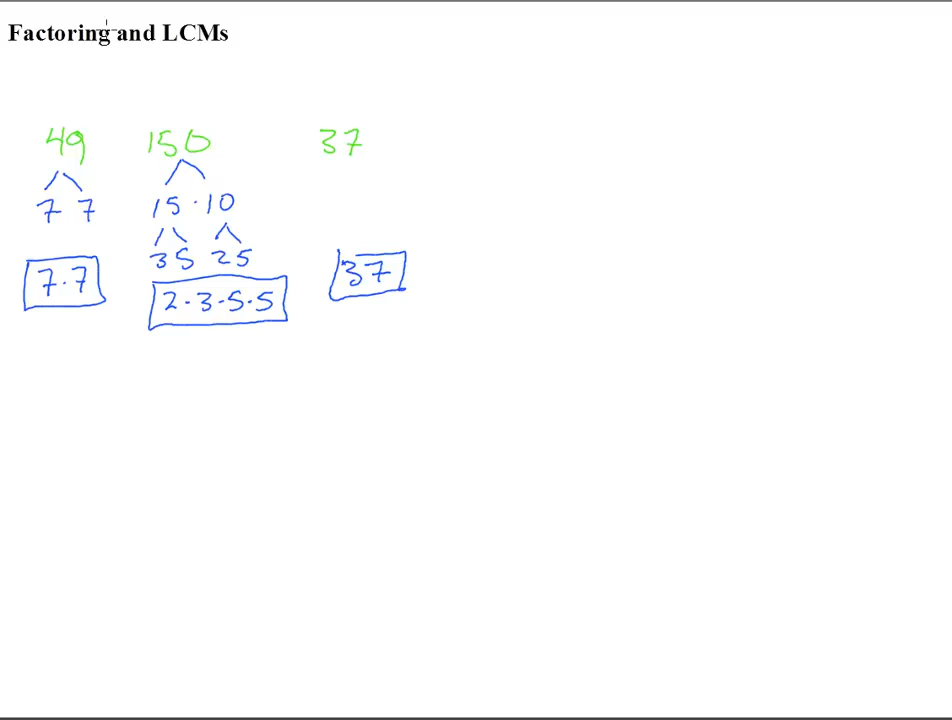 Factoring and LCMs
49 150 37
7 7 15 · 10
3 5 2 5
7 · 7 2 · 3 · 5 · 5 37